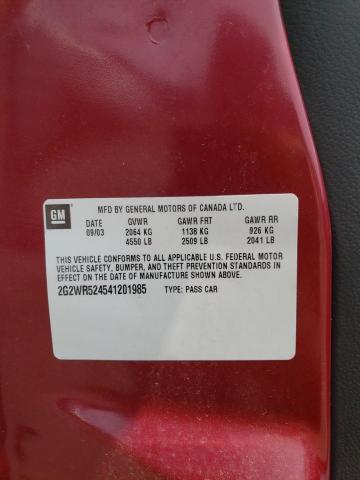 GM
MFD BY GENERAL MOTORS OF CANADA LTD.
DATE GVWR GAWR FRT GAWR RR
09/03 2064 KG 1138 KG 926 KG
4550 LB 2509 LB 2041 LB
THIS VEHICLE CONFORMS TO ALL APPLICABLE U.S. FEDERAL MOTOR
VEHICLE SAFETY, BUMPER, AND THEFT PREVENTION STANDARDS IN
EFFECT ON THE DATE OF MANUFACTURE SHOWN ABOVE.
2G2WR524541201985 TYPE: PASS CAR